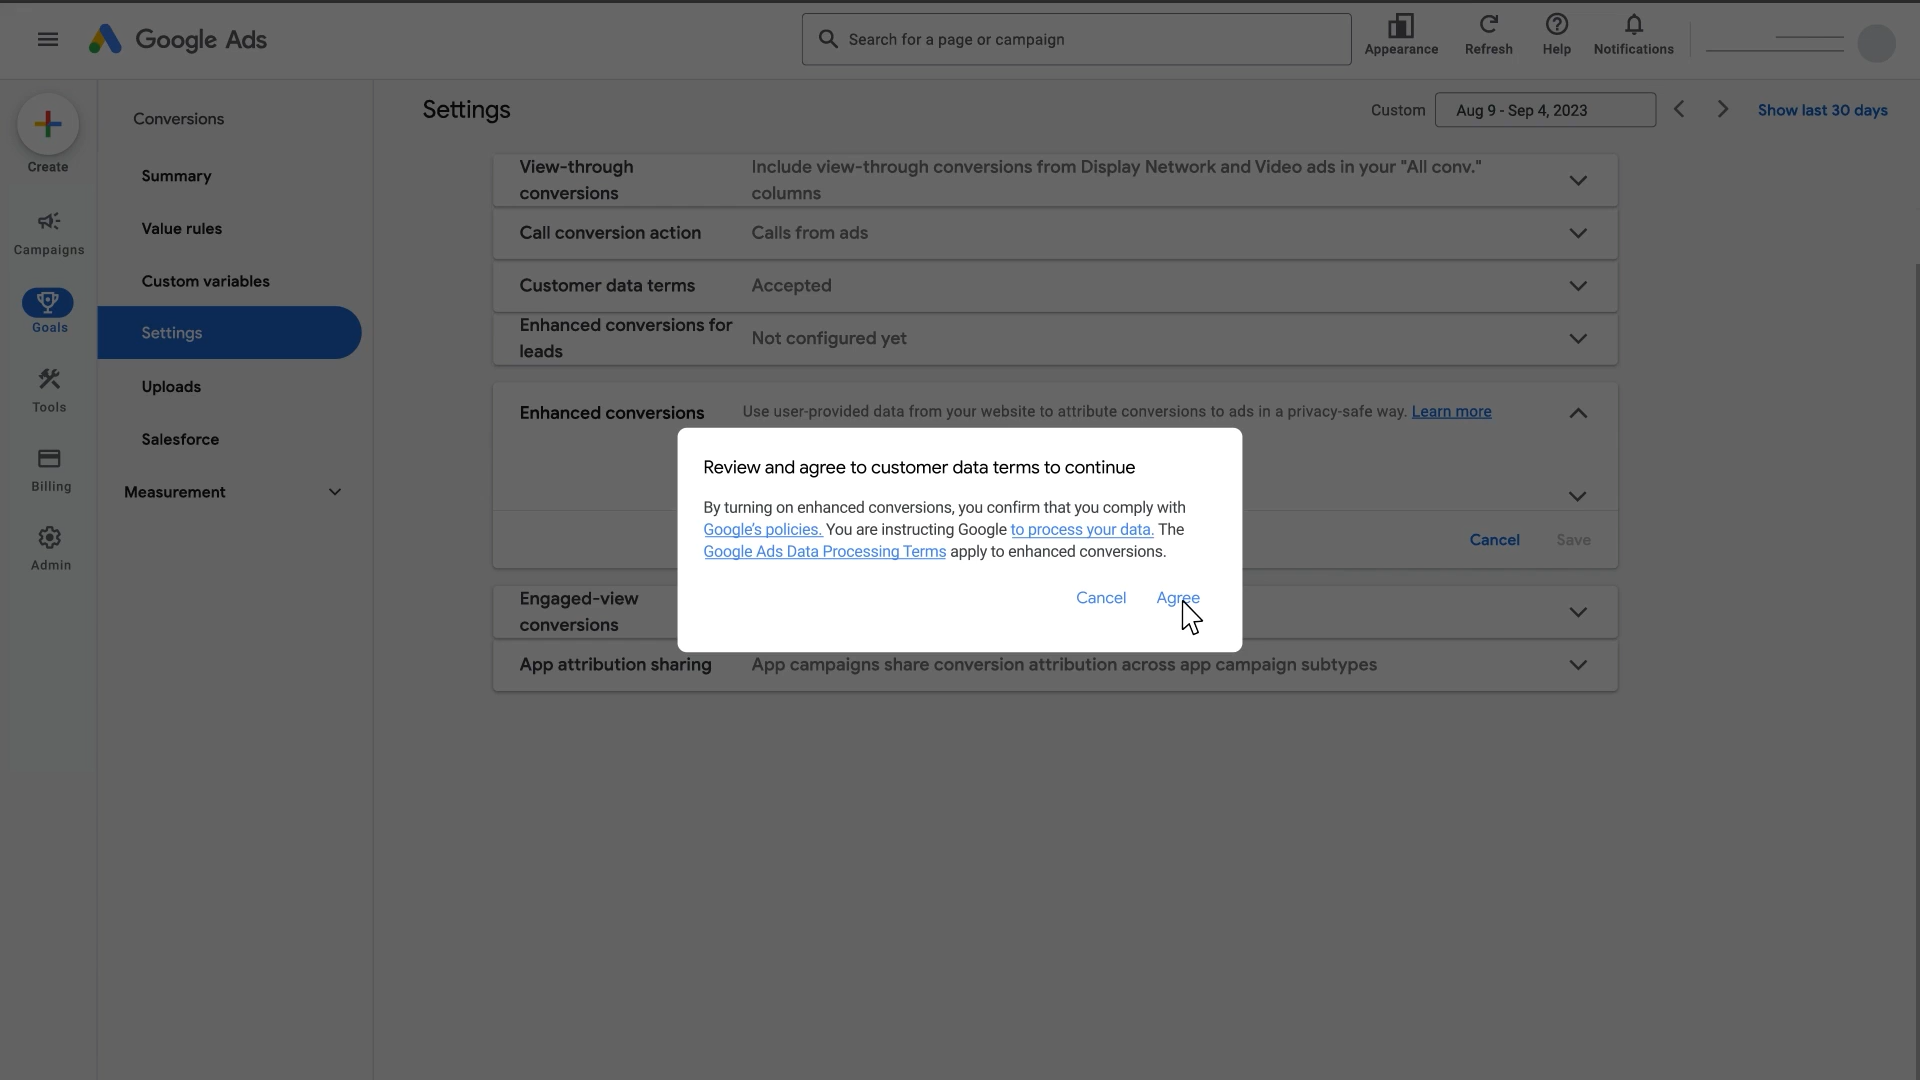 Google Ads
Search for a page or campaign
Appearance
Refresh
Help
Notifications
Create
Campaigns
Goals
Tools
Billing
Admin
Conversions
Summary
Value rules
Custom variables
Settings
Uploads
Salesforce
Measurement
Settings
Custom
Aug 9 - Sep 4, 2023
Show last 30 days
View-through
conversions
Include view-through conversions from Display Network and Video ads in your "All conv."
columns
Call conversion action
Calls from ads
Customer data terms
Accepted
Enhanced conversions for
leads
Not configured yet
Enhanced conversions
Use user-provided data from your website to attribute conversions to ads in a privacy-safe way. Learn more
Cancel
Save
Review and agree to customer data terms to continue
By turning on enhanced conversions, you confirm that you comply with
Google's policies. You are instructing Google to process your data. The
Google Ads Data Processing Terms apply to enhanced conversions.
Cancel
Agree
Engaged-view
conversions
App attribution sharing
App campaigns share conversion attribution across app campaign subtypes